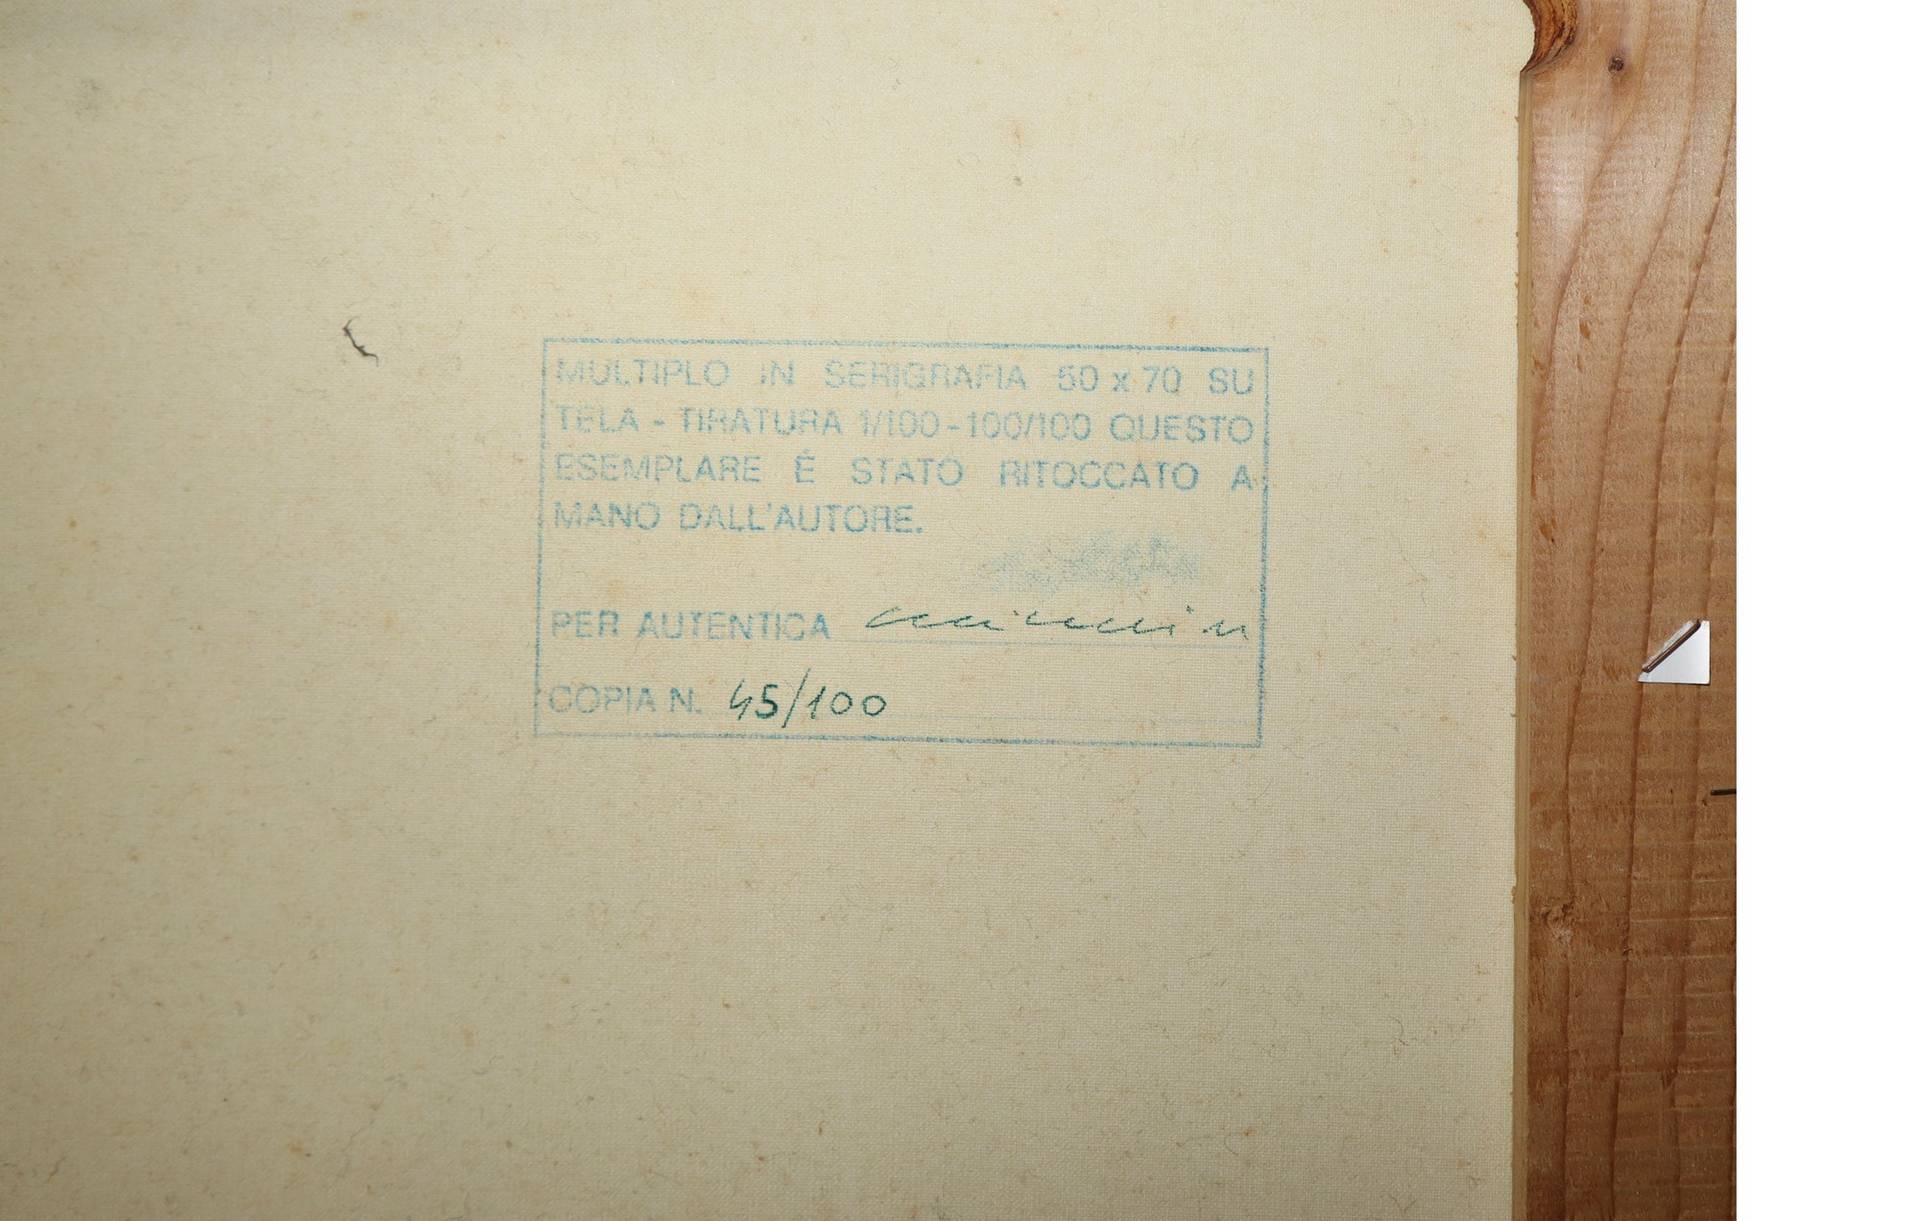 MULTIPLO IN SERIGRAFIA 50 x 70 SU
TELA - TIRATURA 1/100-100/100 QUESTO
ESEMPLARE É STATO RITOCCATO A
MANO DALL'AUTORE.
PER AUTENTICA
COPIA N. 45/100